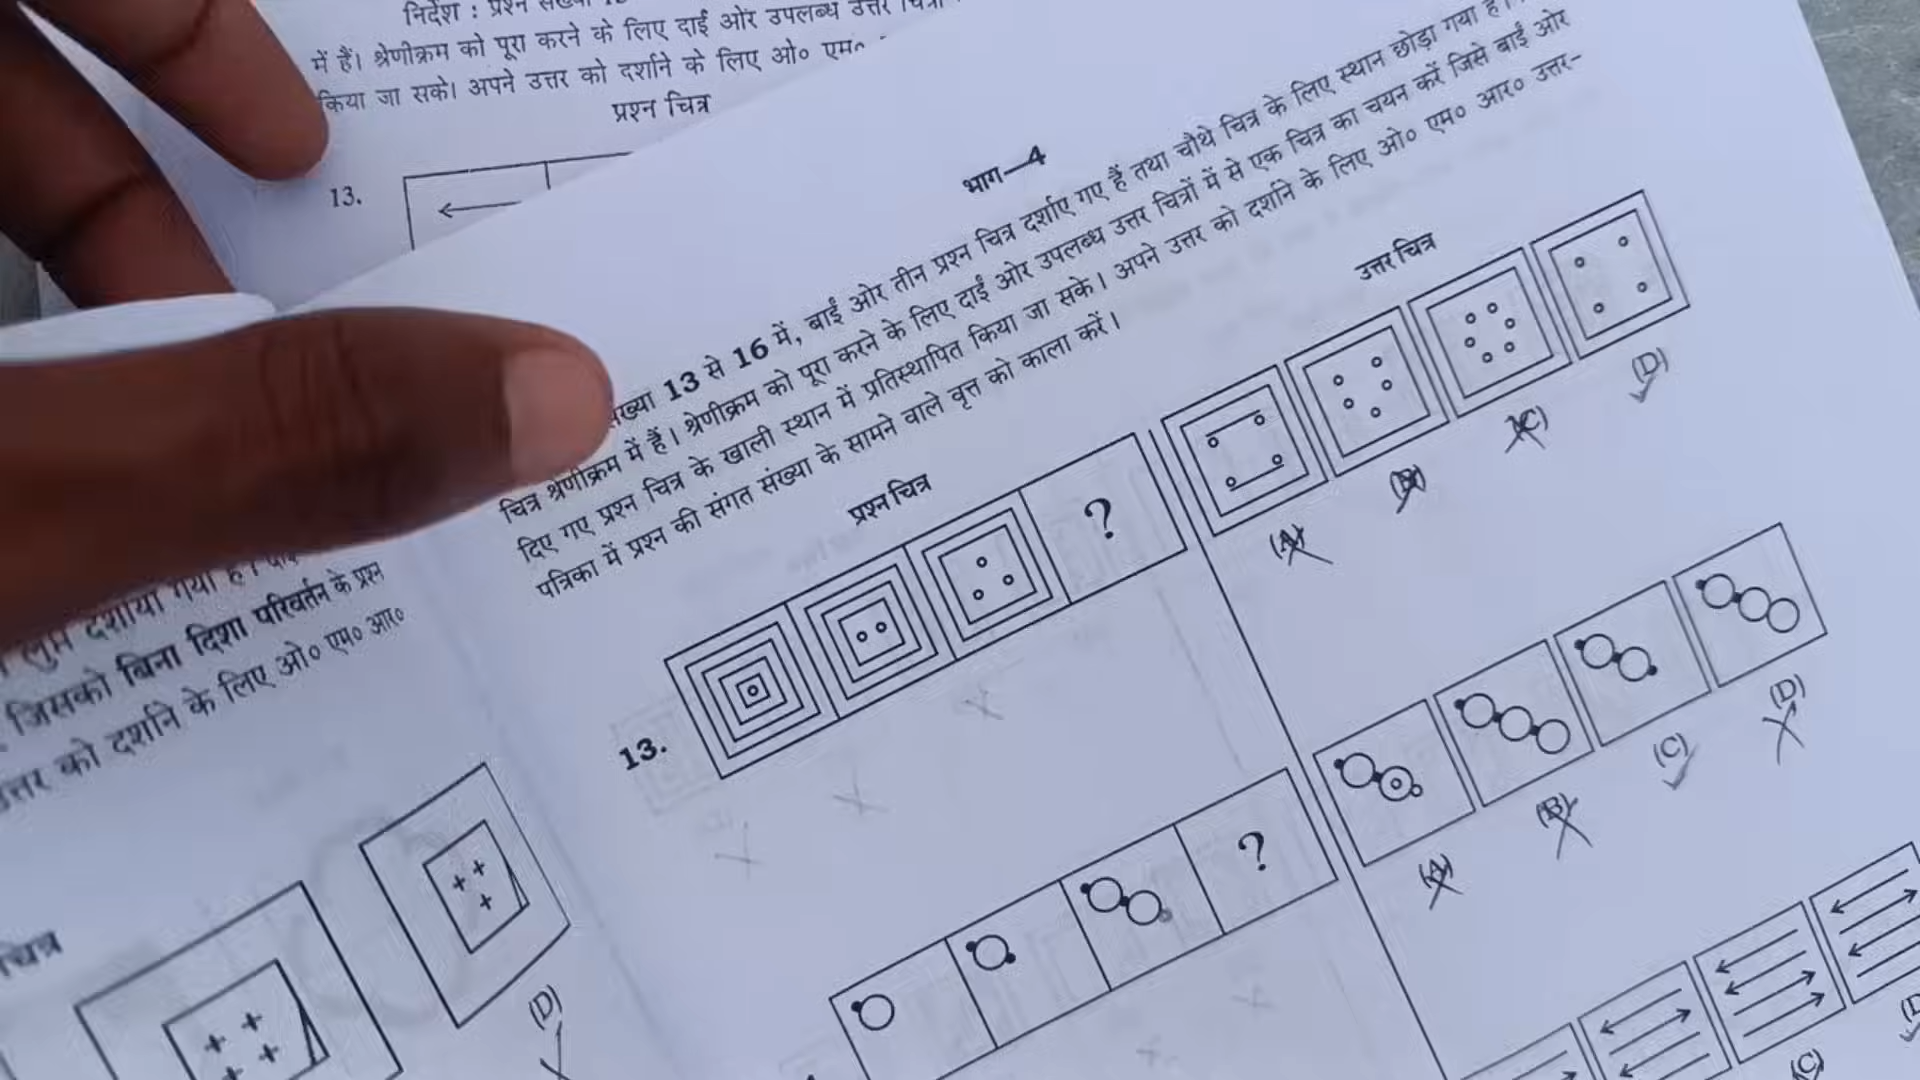 निर्देश : प्रश्न संख्या
में हैं। श्रेणीक्रम को पूरा करने के लिए दाईं ओर उपलब्ध उत्तर
किया जा सके। अपने उत्तर को दर्शाने के लिए ओ० एम०
प्रश्न चित्र
13.
भाग—4
13 से 16 में, बाईं ओर तीन प्रश्न चित्र दर्शाए गए हैं तथा चौथे चित्र के लिए स्थान छोड़ा गया है।
चित्र श्रेणीक्रम में हैं। श्रेणीक्रम को पूरा करने के लिए दाईं ओर उपलब्ध उत्तर चित्रों में से एक चित्र का चयन करें जिसे बाईं ओर
दिए गए प्रश्न चित्र के खाली स्थान में प्रतिस्थापित किया जा सके। अपने उत्तर को दर्शाने के लिए ओ० एम० आर० उत्तर-
पत्रिका में प्रश्न की संगत संख्या के सामने वाले वृत्त को काला करें।
प्रश्न चित्र
उत्तर चित्र
13.
?
(A)
(B)
(C)
(D)
?
(A)
(B)
(C)
(D)
(C)
दर्शाया गया है।
जिसको बिना दिशा परिवर्तन के प्रश्न
उत्तर को दर्शाने के लिए ओ० एम० आर०
चित्र
(D)